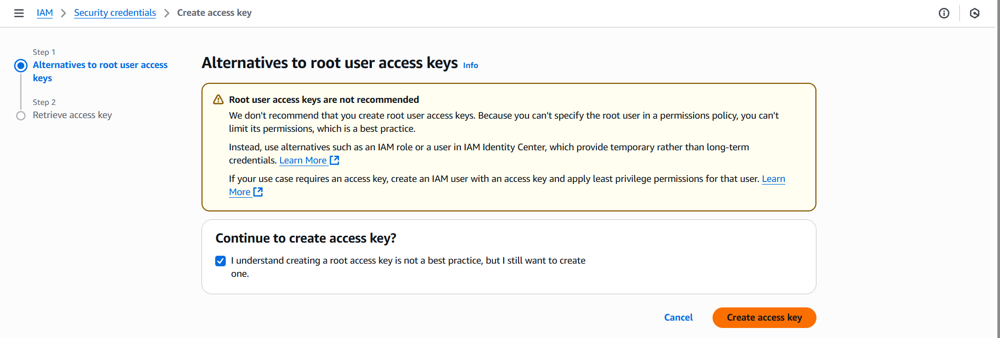 IAM > Security credentials > Create access key
Step 1
Alternatives to root user access
keys
Step 2
Retrieve access key
Alternatives to root user access keys Info
Root user access keys are not recommended
We don't recommend that you create root user access keys. Because you can't specify the root user in a permissions policy, you can't
limit its permissions, which is a best practice.
Instead, use alternatives such as an IAM role or a user in IAM Identity Center, which provide temporary rather than long-term
credentials. Learn More
If your use case requires an access key, create an IAM user with an access key and apply least privilege permissions for that user. Learn
More
Continue to create access key?
I understand creating a root access key is not a best practice, but I still want to create
one.
Cancel Create access key